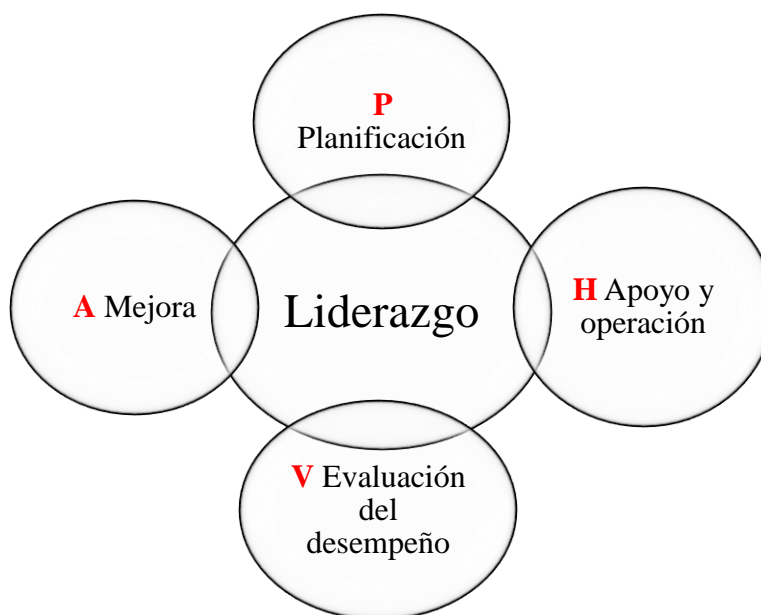 P
Planificación
A Mejora
Liderazgo
H Apoyo y
operación
V Evaluación
del
desempeño